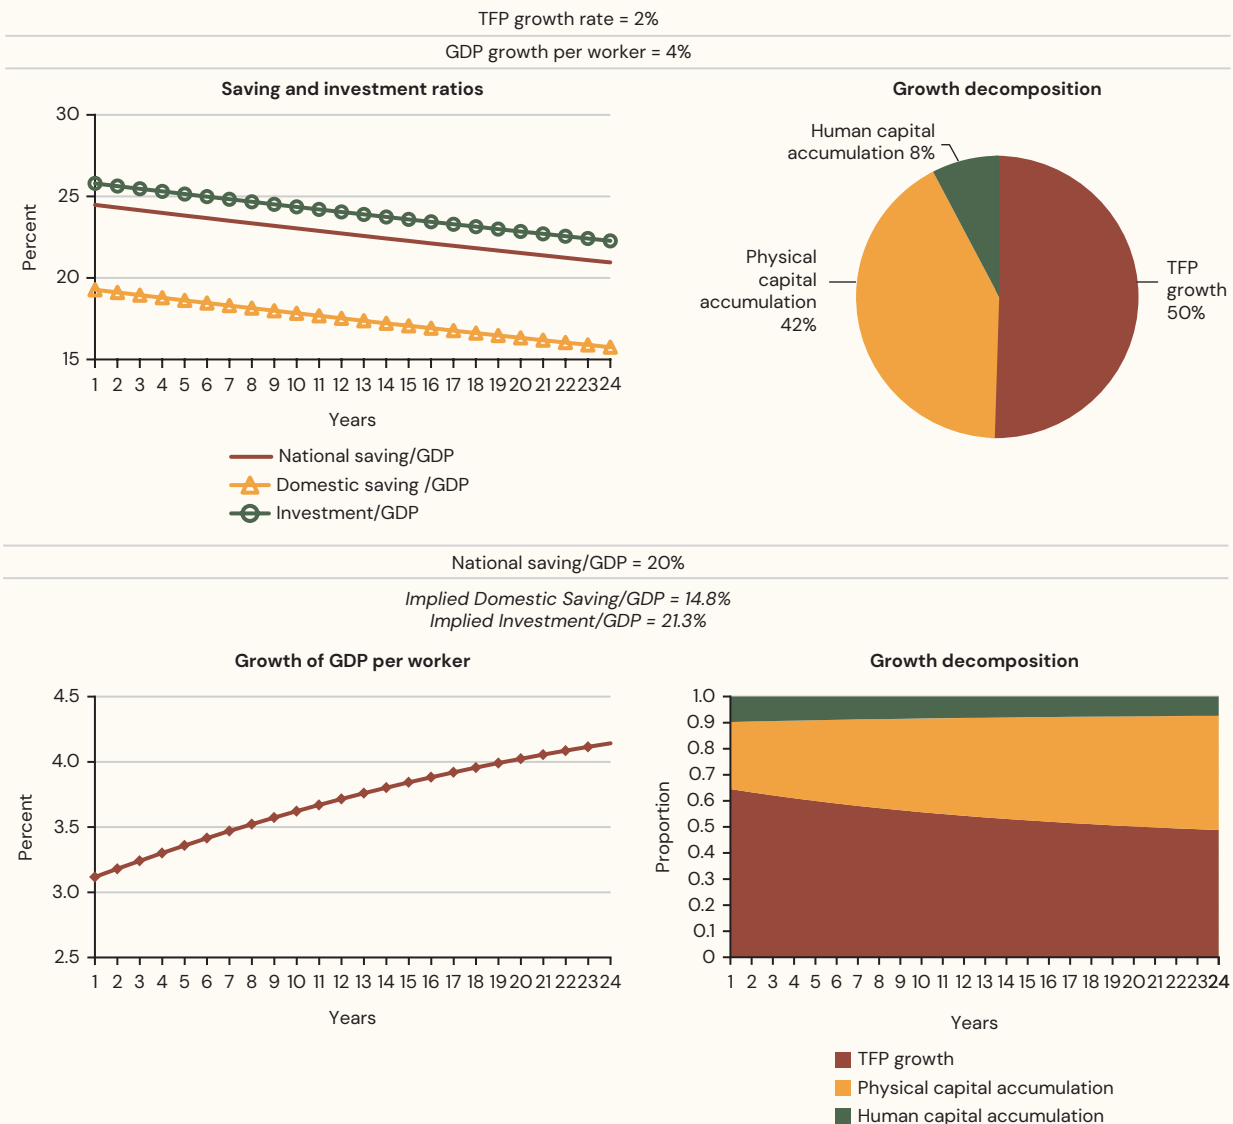 TFP growth rate = 2%
GDP growth per worker = 4%
Saving and investment ratios
30
25
20
15
Percent
1 2 3 4 5 6 7 8 9 10 11 12 13 14 15 16 17 18 19 20 21 22 23 24
Years
National saving/GDP
Domestic saving /GDP
Investment/GDP
Growth decomposition
Human capital
accumulation 8%
Physical
capital
accumulation
42%
TFP
growth
50%
National saving/GDP = 20%
Implied Domestic Saving/GDP = 14.8%
Implied Investment/GDP = 21.3%
Growth of GDP per worker
4.5
4.0
3.5
3.0
2.5
Percent
1 2 3 4 5 6 7 8 9 10 11 12 13 14 15 16 17 18 19 20 21 22 23 24
Years
Growth decomposition
1.0
0.9
0.8
0.7
0.6
0.5
0.4
0.3
0.2
0.1
0
Proportion
1 2 3 4 5 6 7 8 9 10 11 12 13 14 15 16 17 18 19 20 21 22 23 24
Years
TFP growth
Physical capital accumulation
Human capital accumulation